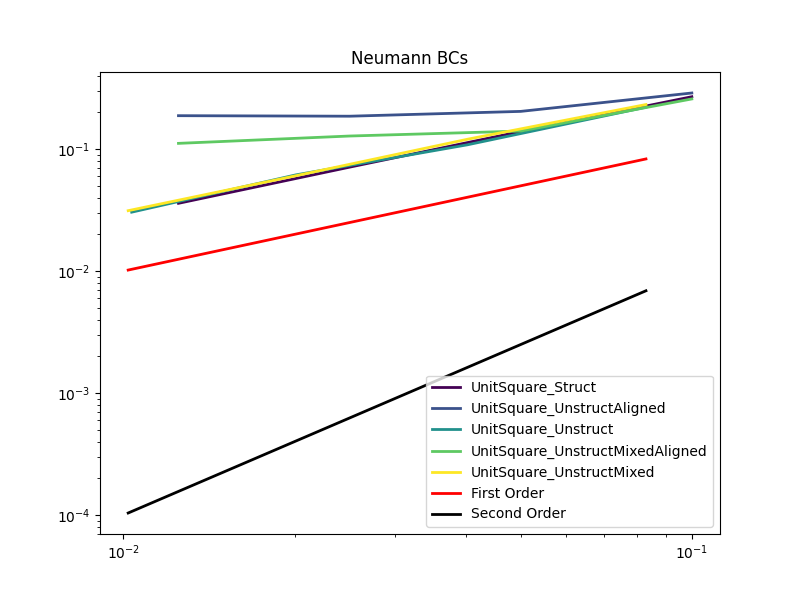 Neumann BCs
10⁻¹
10⁻²
10⁻³
10⁻⁴
UnitSquare_Struct
UnitSquare_UnstructAligned
UnitSquare_Unstruct
UnitSquare_UnstructMixedAligned
UnitSquare_UnstructMixed
First Order
Second Order
10⁻² 10⁻¹